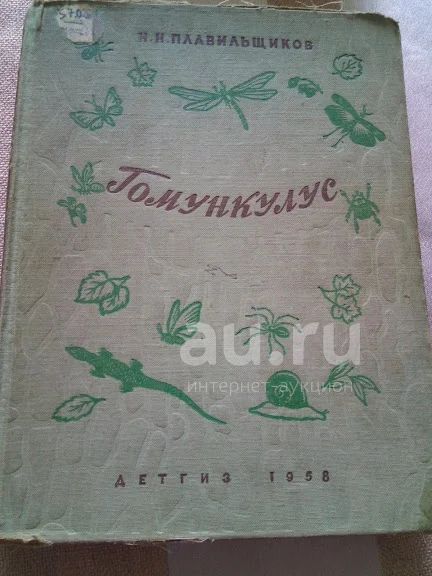 Н.Н.ПЛАВИЛЬЩИКОВ
Гомункулус
au.ru
интернет-аукцион
ДЕТГИЗ 1958